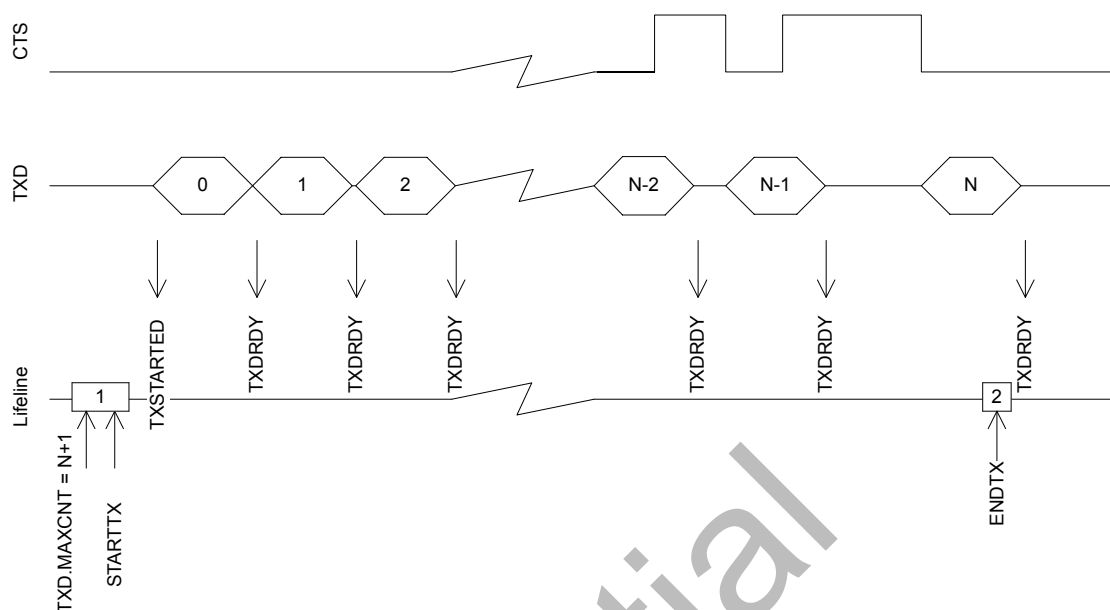 CTS
TXD
0
1
2
N-2
N-1
N
TXSTARTED
TXDRDY
TXDRDY
TXDRDY
TXDRDY
TXDRDY
TXDRDY
Lifeline
1
2
TXD.MAXCNT = N+1
STARTTX
ENDTX
ntial